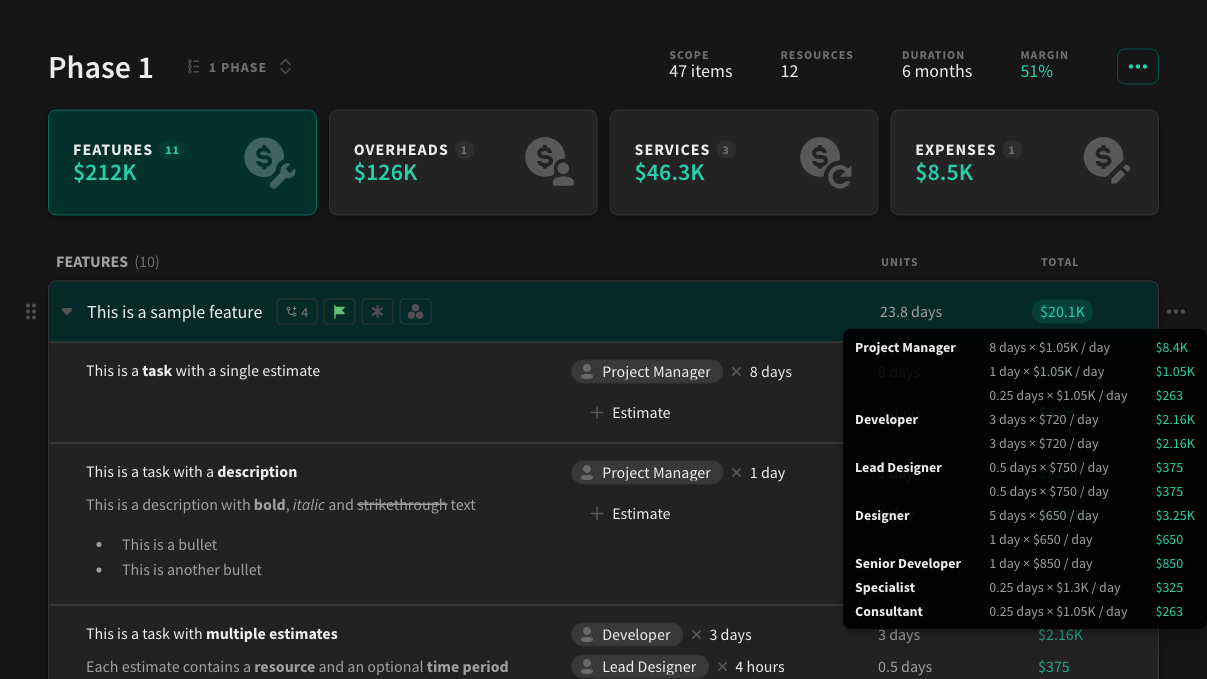 Phase 1
1 PHASE
SCOPE
47 items
RESOURCES
12
DURATION
6 months
MARGIN
51%
FEATURES 11
$212K
OVERHEADS 1
$126K
SERVICES 3
$46.3K
EXPENSES 1
$8.5K
FEATURES (10) UNITS TOTAL
This is a sample feature 4 23.8 days $20.1K
This is a task with a single estimate Project Manager × 8 days 8 days
+ Estimate
This is a task with a description Project Manager × 1 day
This is a description with bold, italic and strikethrough text
+ Estimate
• This is a bullet
• This is another bullet
This is a task with multiple estimates Developer × 3 days 3 days $2.16K
Each estimate contains a resource and an optional time period Lead Designer × 4 hours 0.5 days $375
Project Manager 8 days × $1.05K / day $8.4K
1 day × $1.05K / day $1.05K
0.25 days × $1.05K / day $263
Developer 3 days × $720 / day $2.16K
3 days × $720 / day $2.16K
Lead Designer 0.5 days × $750 / day $375
0.5 days × $750 / day $375
Designer 5 days × $650 / day $3.25K
1 day × $650 / day $650
Senior Developer 1 day × $850 / day $850
Specialist 0.25 days × $1.3K / day $325
Consultant 0.25 days × $1.05K / day $263